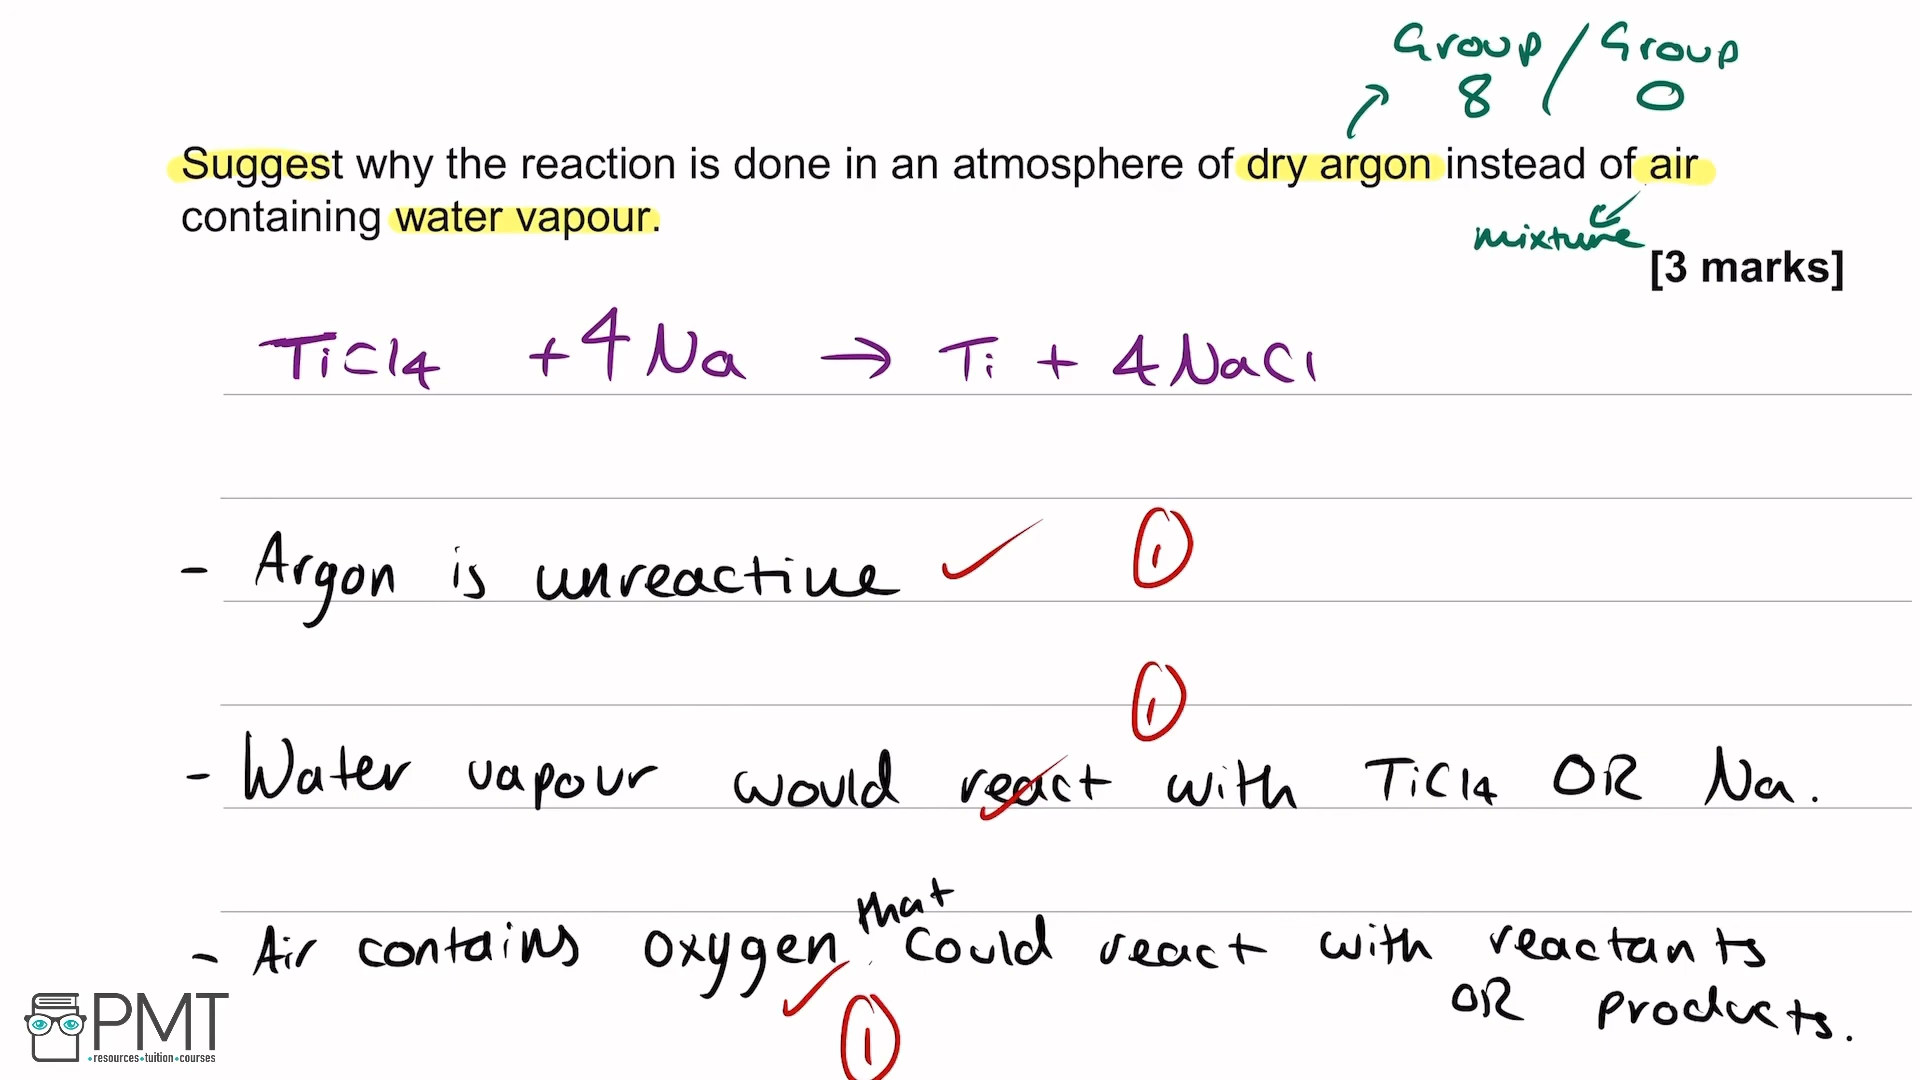 Group / Group
8 0
Suggest why the reaction is done in an atmosphere of dry argon instead of air
containing water vapour.
mixture
[3 marks]
TiCl4 + 4Na → Ti + 4NaCl
- Argon is unreactive ✓ 1
1
- Water vapour would react with TiCl4 OR Na.
that
- Air contains oxygen could react with reactants
OR products.
✓ 1
PMT
•resources•tuition•courses